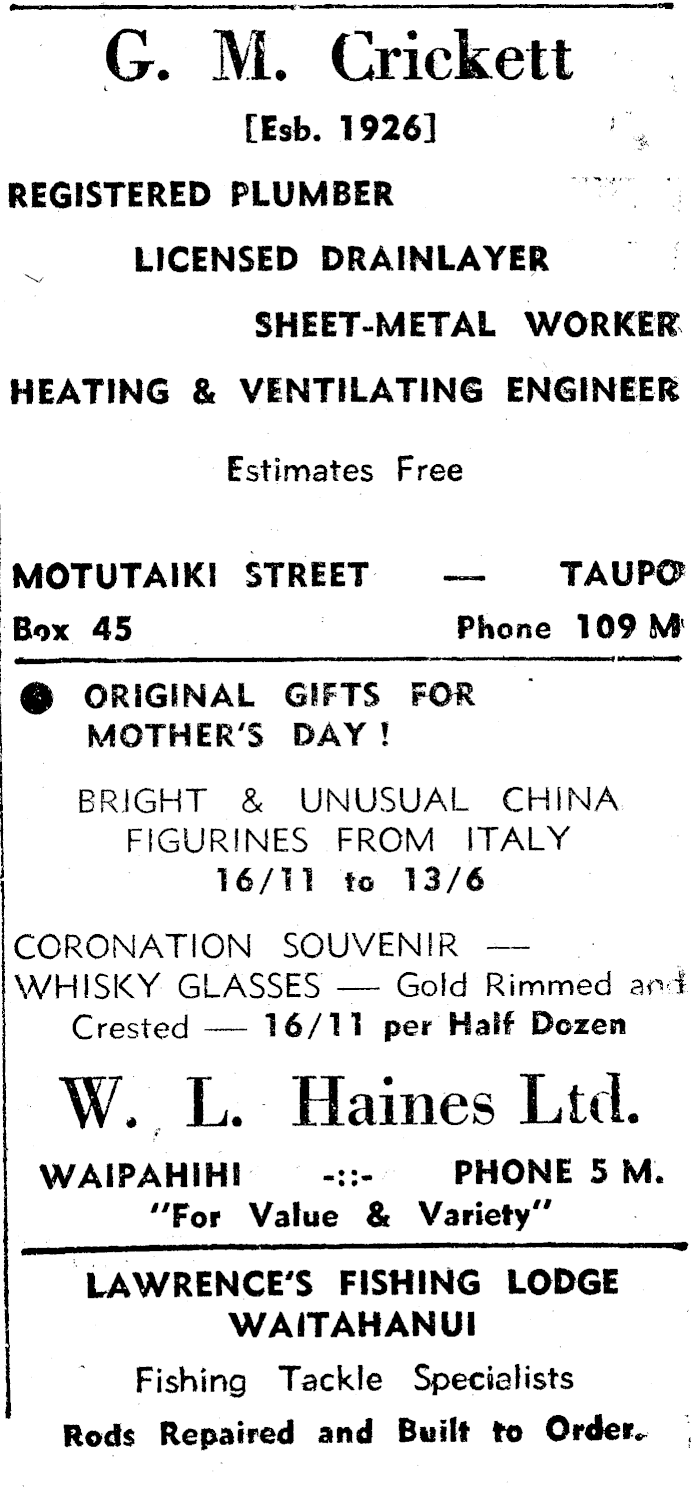 G. M. Crickett
[Esb. 1926]
REGISTERED PLUMBER
LICENSED DRAINLAYER
SHEET-METAL WORKER
HEATING & VENTILATING ENGINEER
Estimates Free
MOTUTAIKI STREET — TAUPO
Box 45 Phone 109 M
● ORIGINAL GIFTS FOR
MOTHER'S DAY !
BRIGHT & UNUSUAL CHINA
FIGURINES FROM ITALY
16/11 to 13/6
CORONATION SOUVENIR —
WHISKY GLASSES — Gold Rimmed and
Crested — 16/11 per Half Dozen
W. L. Haines Ltd.
WAIPAHIHI -::- PHONE 5 M.
"For Value & Variety"
LAWRENCE'S FISHING LODGE
WAITAHANUI
Fishing Tackle Specialists
Rods Repaired and Built to Order.